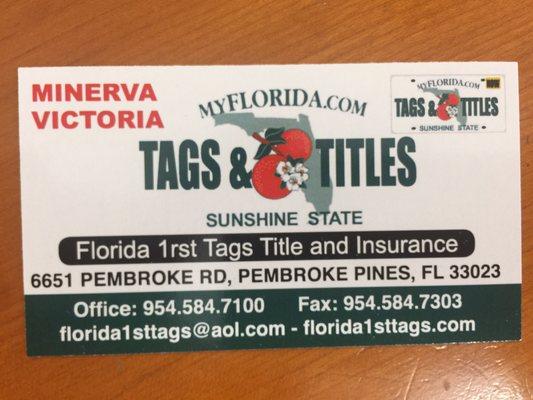 MINERVA
VICTORIA
MYFLORIDA.COM
TAGS & TITLES
SUNSHINE STATE
MYFLORIDA.COM
NOW
TAGS & TITLES
SUNSHINE STATE
Florida 1rst Tags Title and Insurance
6651 PEMBROKE RD, PEMBROKE PINES, FL 33023
Office: 954.584.7100 Fax: 954.584.7303
florida1sttags@aol.com - florida1sttags.com